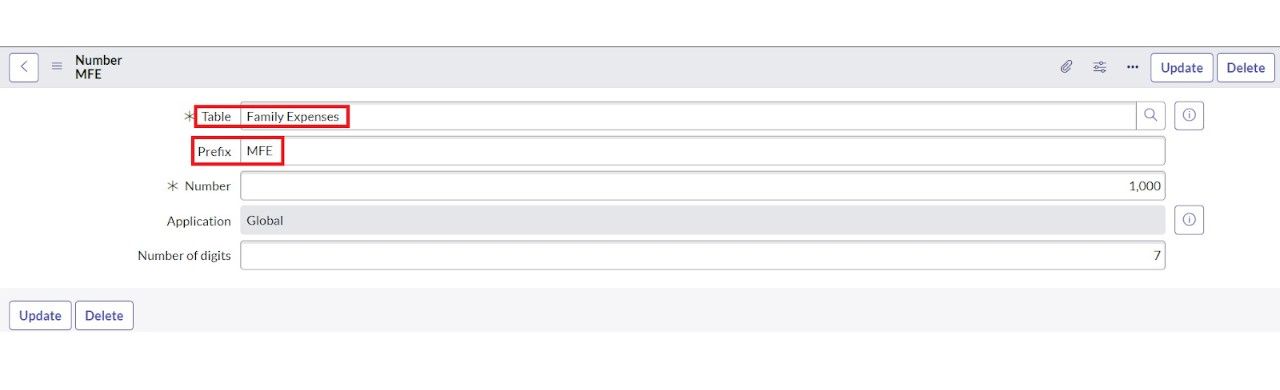 Number
MFE
Update Delete
Table Family Expenses
Prefix MFE
Number 1,000
Application Global
Number of digits 7
Update Delete